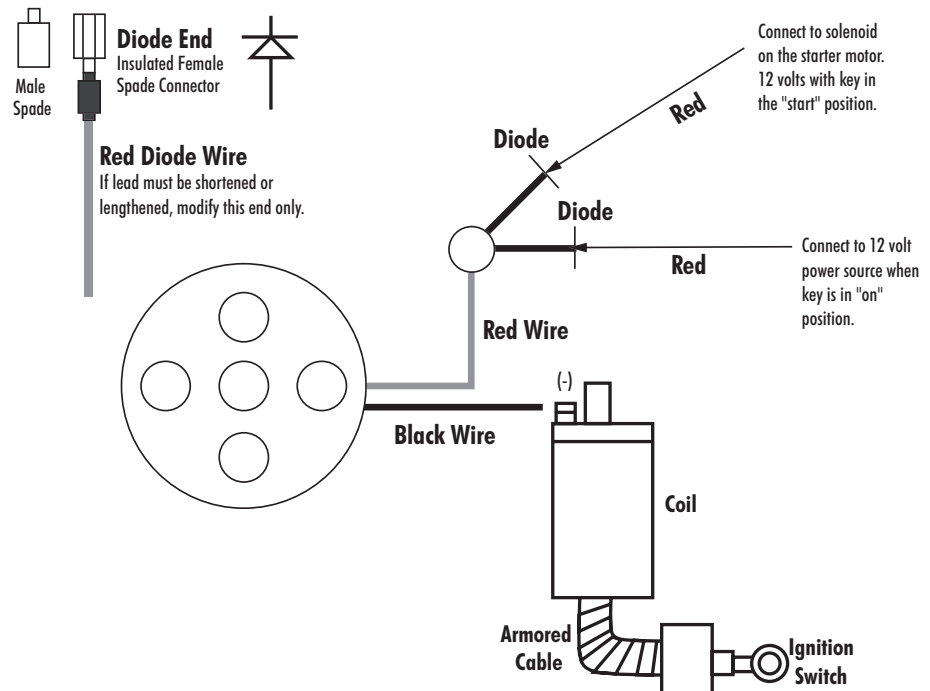 Male
Spade
Diode End
Insulated Female
Spade Connector
Red Diode Wire
If lead must be shortened or
lengthened, modify this end only.
Connect to solenoid
on the starter motor.
12 volts with key in
the "start" position.
Red
Diode
Diode
Red
Connect to 12 volt
power source when
key is in "on"
position.
Red Wire
(-)
Black Wire
Coil
Armored
Cable
Ignition
Switch